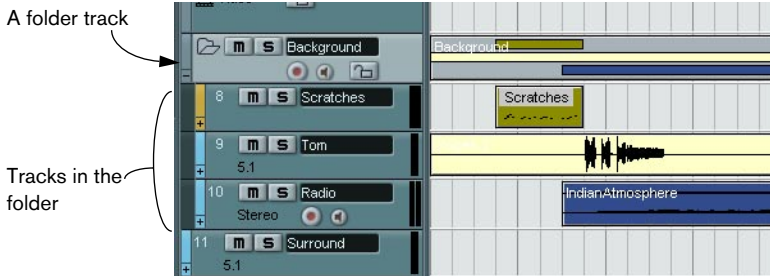 A folder track
m S Background
Background
8 m S Scratches
Scratches
9 m S Tom
5.1
Tracks in the
folder
10 m S Radio
Stereo
IndianAtmosphere
11 m S Surround
5.1